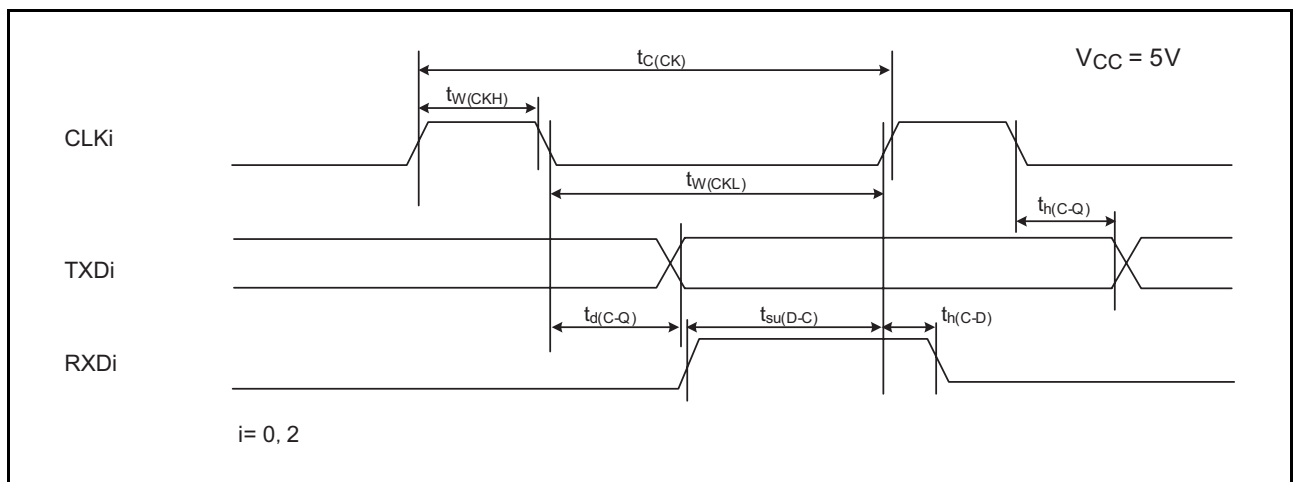 tC(CK)
VCC = 5V
tW(CKH)
CLKi
tW(CKL)
th(C-Q)
TXDi
td(C-Q)
tsu(D-C)
th(C-D)
RXDi
i= 0, 2